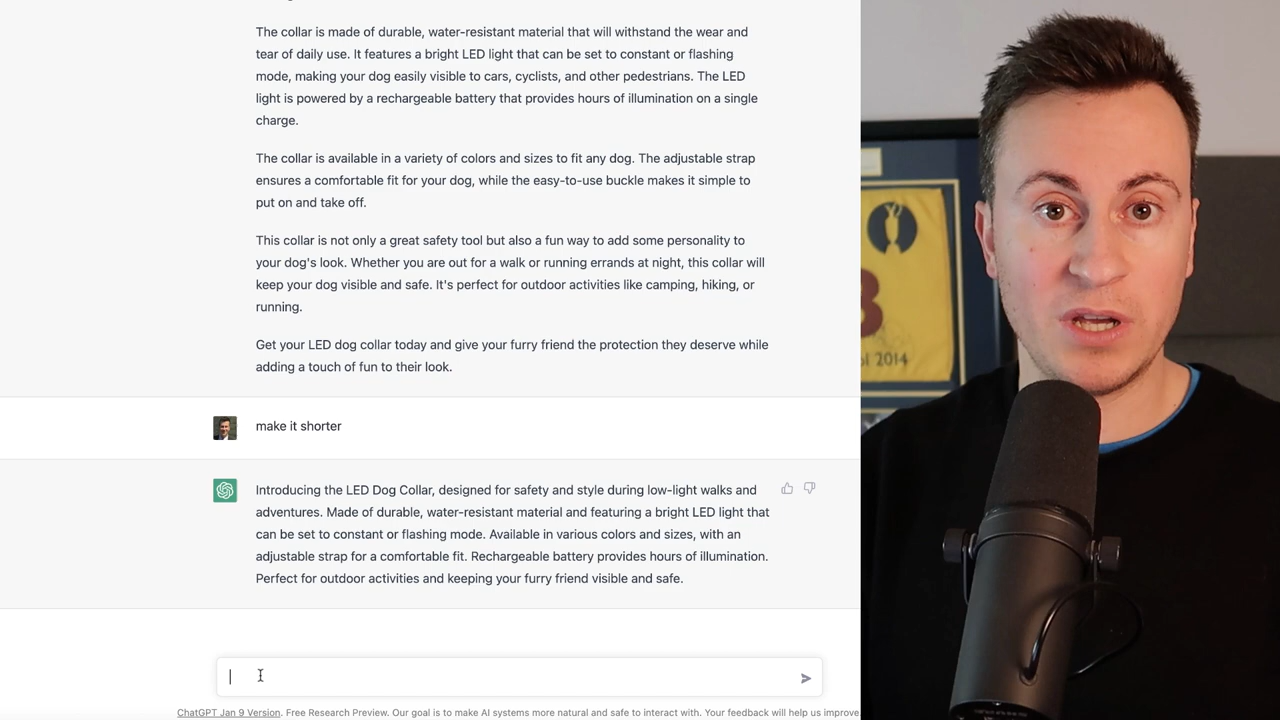 The collar is made of durable, water-resistant material that will withstand the wear and
tear of daily use. It features a bright LED light that can be set to constant or flashing
mode, making your dog easily visible to cars, cyclists, and other pedestrians. The LED
light is powered by a rechargeable battery that provides hours of illumination on a single
charge.
The collar is available in a variety of colors and sizes to fit any dog. The adjustable strap
ensures a comfortable fit for your dog, while the easy-to-use buckle makes it simple to
put on and take off.
This collar is not only a great safety tool but also a fun way to add some personality to
your dog's look. Whether you are out for a walk or running errands at night, this collar will
keep your dog visible and safe. It's perfect for outdoor activities like camping, hiking, or
running.
Get your LED dog collar today and give your furry friend the protection they deserve while
adding a touch of fun to their look.
make it shorter
Introducing the LED Dog Collar, designed for safety and style during low-light walks and
adventures. Made of durable, water-resistant material and featuring a bright LED light that
can be set to constant or flashing mode. Available in various colors and sizes, with an
adjustable strap for a comfortable fit. Rechargeable battery provides hours of illumination.
Perfect for outdoor activities and keeping your furry friend visible and safe.
ChatGPT Jan 9 Version. Free Research Preview. Our goal is to make AI systems more natural and safe to interact with. Your feedback will help us improve
2014